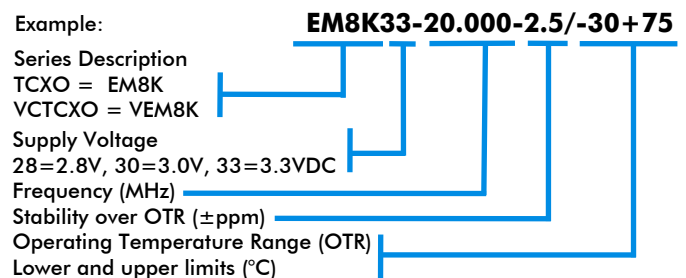 Example: EM8K33-20.000-2.5/-30+75
Series Description
TCXO = EM8K
VCTCXO = VEM8K
Supply Voltage
28=2.8V, 30=3.0V, 33=3.3VDC
Frequency (MHz)
Stability over OTR (±ppm)
Operating Temperature Range (OTR)
Lower and upper limits (°C)